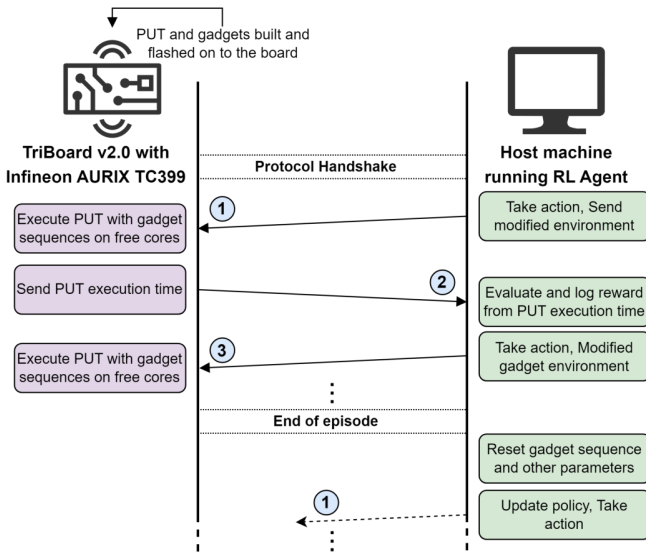 PUT and gadgets built and
flashed on to the board
TriBoard v2.0 with
Infineon AURIX TC399
Host machine
running RL Agent
Protocol Handshake
1
Execute PUT with gadget
sequences on free cores
Take action, Send
modified environment
Send PUT execution time
2
Evaluate and log reward
from PUT execution time
Execute PUT with gadget
sequences on free cores
3
Take action, Modified
gadget environment
End of episode
Reset gadget sequence
and other parameters
1
Update policy, Take
action